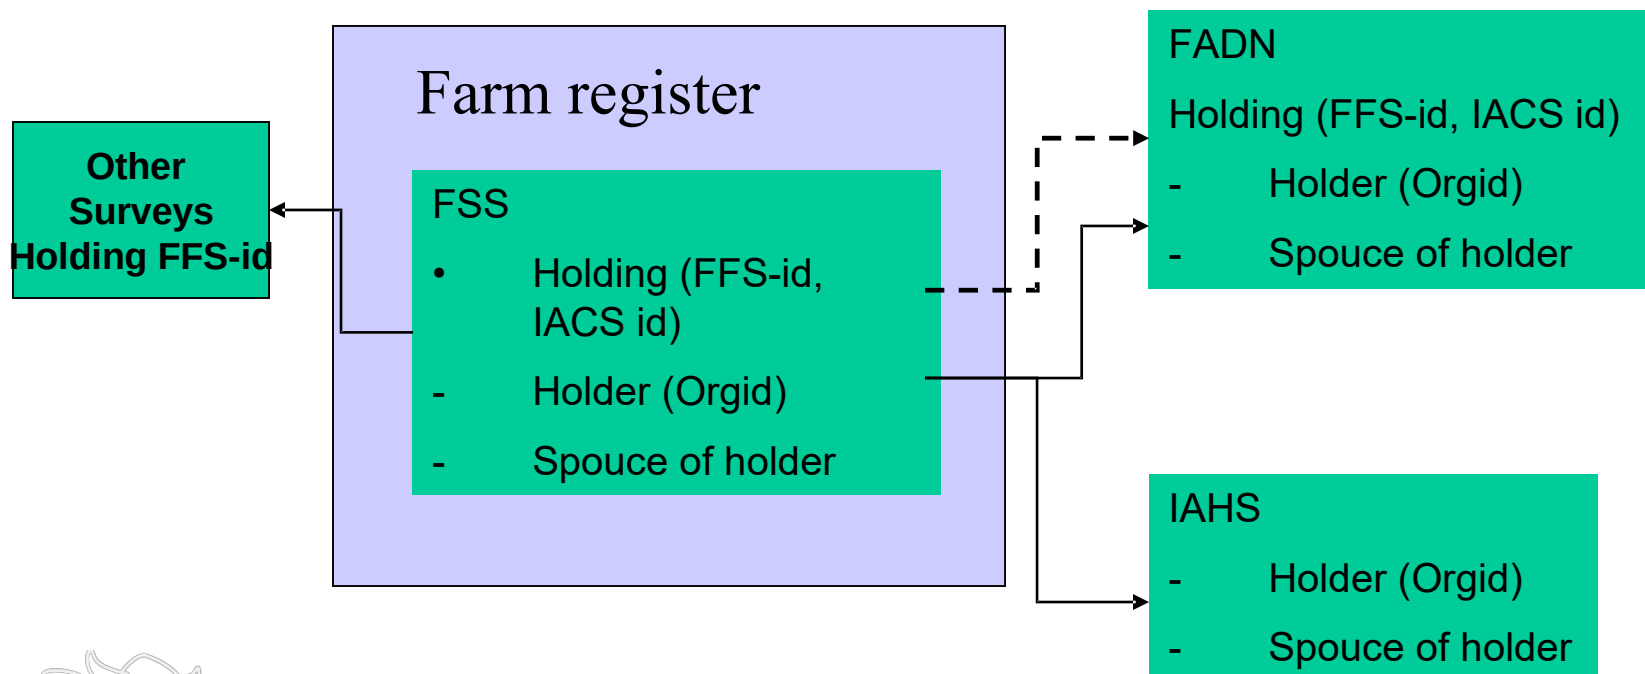 Farm register
Other
Surveys
Holding FFS-id
FSS
• Holding (FFS-id,
IACS id)
- Holder (Orgid)
- Spouce of holder
FADN
Holding (FFS-id, IACS id)
- Holder (Orgid)
- Spouce of holder
IAHS
- Holder (Orgid)
- Spouce of holder